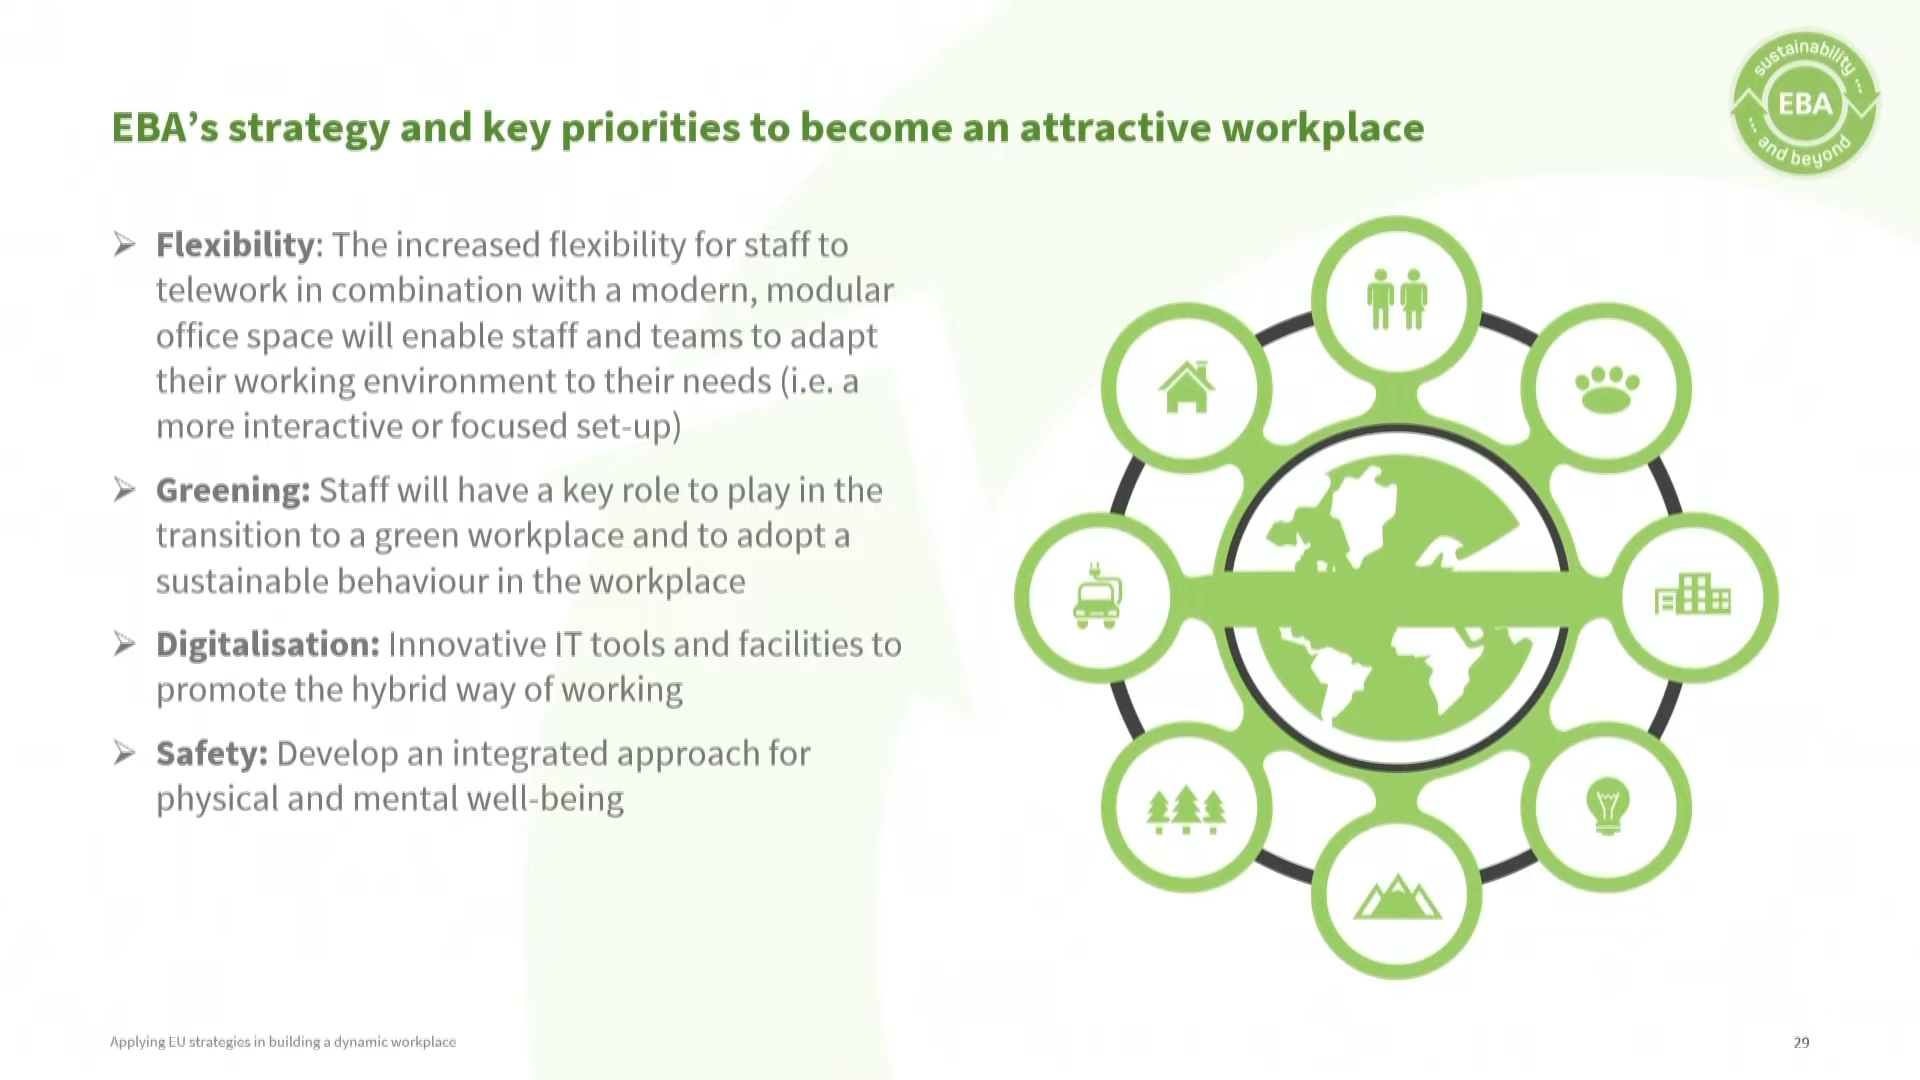 sustainability ...
EBA
... and beyond
EBA’s strategy and key priorities to become an attractive workplace
➢ Flexibility: The increased flexibility for staff to
telework in combination with a modern, modular
office space will enable staff and teams to adapt
their working environment to their needs (i.e. a
more interactive or focused set-up)
➢ Greening: Staff will have a key role to play in the
transition to a green workplace and to adopt a
sustainable behaviour in the workplace
➢ Digitalisation: Innovative IT tools and facilities to
promote the hybrid way of working
➢ Safety: Develop an integrated approach for
physical and mental well-being
Applying EU strategies in building a dynamic workplace
29